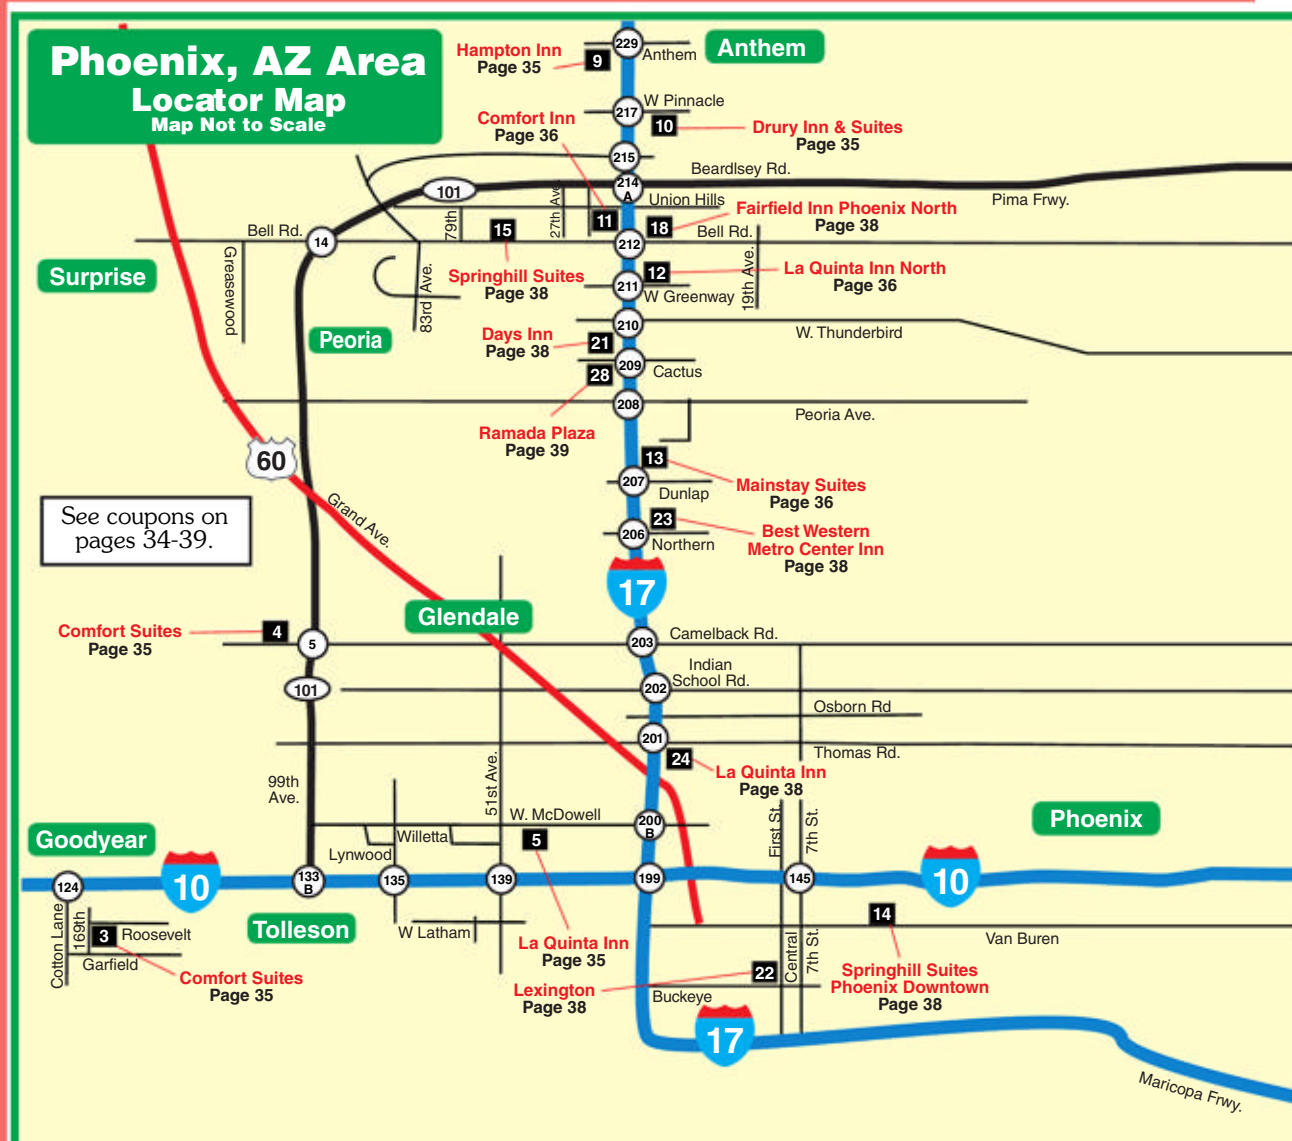 Phoenix, AZ Area
Locator Map
Map Not to Scale
Hampton Inn
Page 35
9
229
Anthem
Anthem
W Pinnacle
217
10
Drury Inn & Suites
Page 35
Comfort Inn
Page 36
215
Beardsley Rd.
101
214
A
Union Hills
Pima Frwy.
79th
27th Ave.
11
18
Fairfield Inn Phoenix North
Page 38
15
Bell Rd.
14
212
Bell Rd.
Surprise
Greasewood
83rd Ave.
Springhill Suites
Page 38
12
La Quinta Inn North
Page 36
211
W Greenway
19th Ave.
Peoria
210
W. Thunderbird
Days Inn
Page 38
21
209
Cactus
28
208
Peoria Ave.
Ramada Plaza
Page 39
60
13
207
Dunlap
Mainstay Suites
Page 36
See coupons on
pages 34-39.
Grand Ave.
23
206
Northern
Best Western
Metro Center Inn
Page 38
17
Glendale
Comfort Suites
Page 35
4
5
203
Camelback Rd.
101
202
Indian
School Rd.
Osborn Rd
201
Thomas Rd.
24
La Quinta Inn
Page 38
99th
Ave.
51st Ave.
W. McDowell
200
B
First St.
7th St.
Phoenix
Goodyear
Willetta
Lynwood
5
124
10
133
B
135
139
199
145
10
Cotton Lane
169th
3
Roosevelt
Garfield
Tolleson
W Latham
La Quinta Inn
Page 35
14
Van Buren
Comfort Suites
Page 35
Lexington
Page 38
22
Central
7th St.
Springhill Suites
Phoenix Downtown
Page 38
Buckeye
17
Maricopa Frwy.